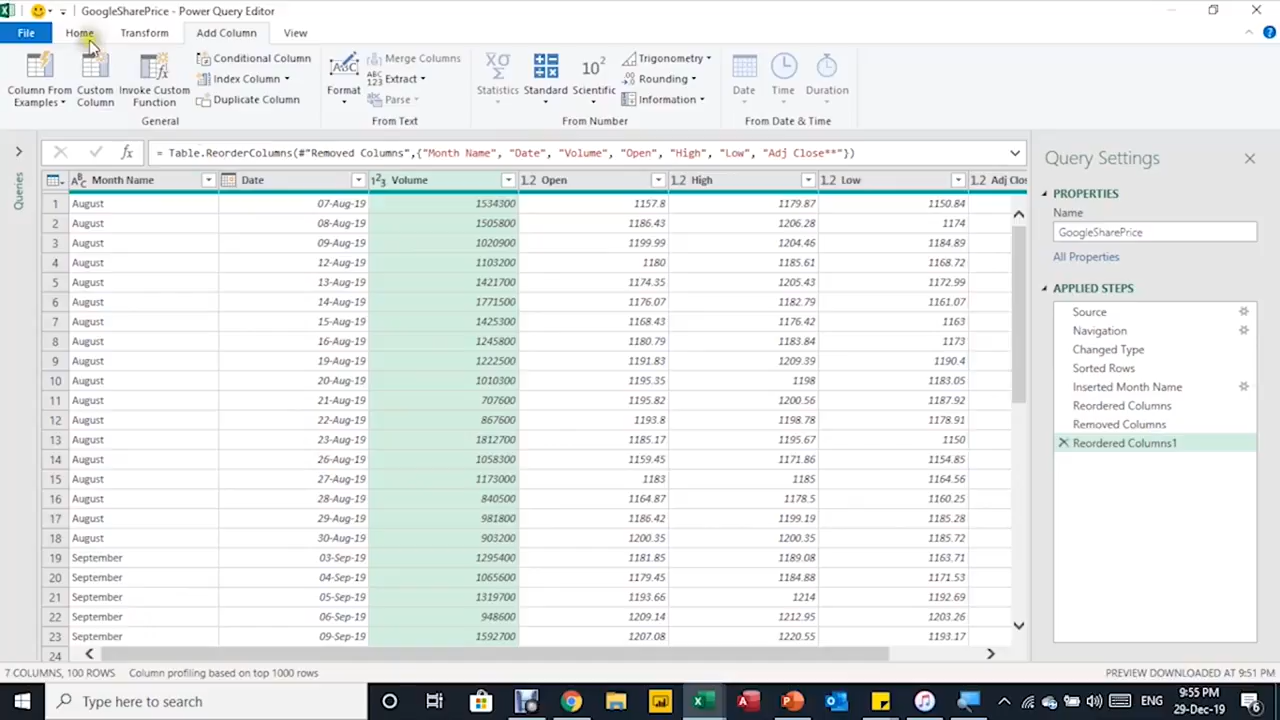 GoogleSharePrice - Power Query Editor
File Home Transform Add Column View
Column From Examples
Custom Column
Invoke Custom Function
Conditional Column
Index Column
Duplicate Column
General
Format
Merge Columns
Extract
Parse
From Text
Statistics
Standard
Scientific
Trigonometry
Rounding
Information
From Number
Date
Time
Duration
From Date & Time
= Table.ReorderColumns(#"Removed Columns",{"Month Name", "Date", "Volume", "Open", "High", "Low", "Adj Close**"})
Queries
Month Name Date Volume Open High Low Adj Clos
1 August 07-Aug-19 1534300 1157.8 1179.87 1150.84
2 August 08-Aug-19 1505800 1186.43 1206.28 1174
3 August 09-Aug-19 1020900 1199.99 1204.46 1184.89
4 August 12-Aug-19 1103200 1180 1185.61 1168.72
5 August 13-Aug-19 1421700 1174.35 1205.43 1172.99
6 August 14-Aug-19 1771500 1176.07 1182.79 1161.07
7 August 15-Aug-19 1425300 1168.43 1176.42 1163
8 August 16-Aug-19 1245800 1180.79 1183.84 1173
9 August 19-Aug-19 1222500 1191.83 1209.39 1190.4
10 August 20-Aug-19 1010300 1195.35 1198 1183.05
11 August 21-Aug-19 707600 1195.82 1200.56 1187.92
12 August 22-Aug-19 867600 1193.8 1198.78 1178.91
13 August 23-Aug-19 1812700 1185.17 1195.67 1150
14 August 26-Aug-19 1058300 1159.45 1171.86 1154.85
15 August 27-Aug-19 1173000 1183 1185 1164.56
16 August 28-Aug-19 840500 1164.87 1178.5 1160.25
17 August 29-Aug-19 981800 1186.42 1199.19 1185.28
18 August 30-Aug-19 903200 1200.35 1200.35 1185.72
19 September 03-Sep-19 1295400 1181.85 1189.08 1163.71
20 September 04-Sep-19 1065600 1179.45 1184.88 1171.53
21 September 05-Sep-19 1319700 1193.66 1214 1192.69
22 September 06-Sep-19 948600 1209.14 1212.95 1203.26
23 September 09-Sep-19 1592700 1207.08 1220.55 1193.17
24
Query Settings
PROPERTIES
Name
GoogleSharePrice
All Properties
APPLIED STEPS
Source
Navigation
Changed Type
Sorted Rows
Inserted Month Name
Reordered Columns
Removed Columns
Reordered Columns1
7 COLUMNS, 100 ROWS Column profiling based on top 1000 rows PREVIEW DOWNLOADED AT 9:51 PM
Type here to search
ENG
9:55 PM
29-Dec-19
6